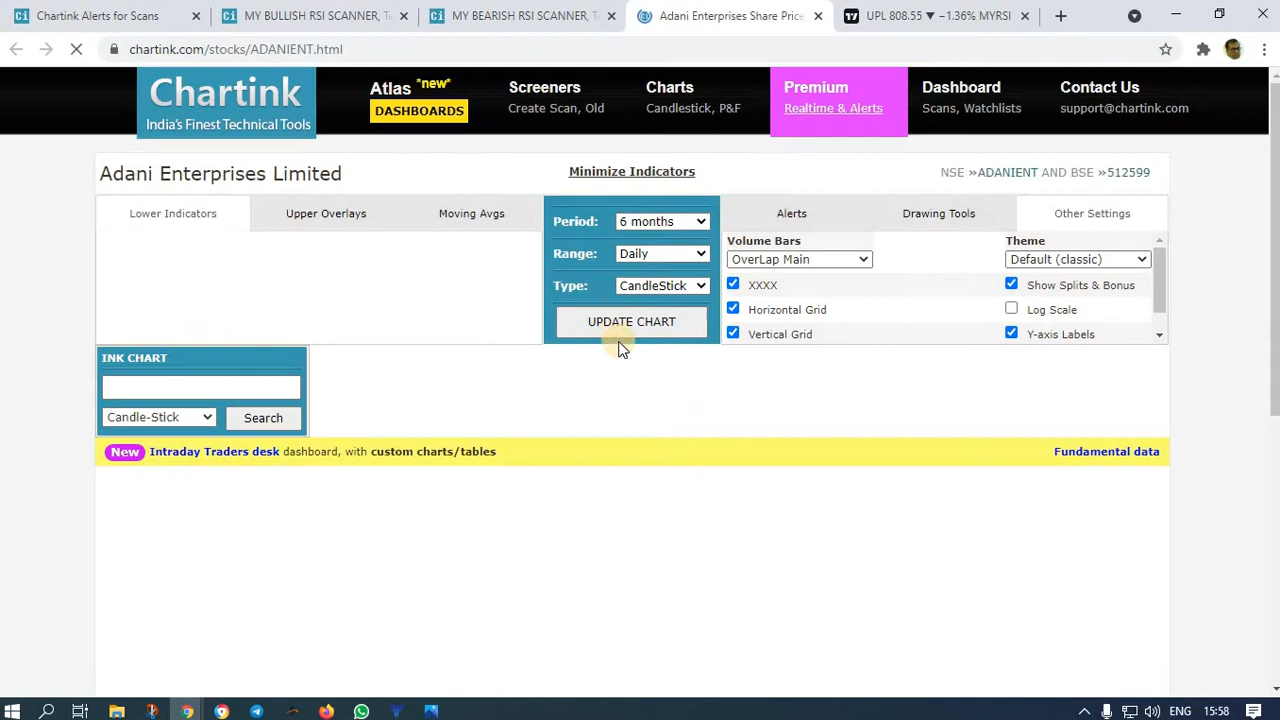 Chartink Alerts for Scans
MY BULLISH RSI SCANNER, Te
MY BEARISH RSI SCANNER, Te
Adani Enterprises Share Price
UPL 808.55 ▼ −1.36% MYRSI
chartink.com/stocks/ADANIENT.html
Chartink
India's Finest Technical Tools
Atlas *new*
DASHBOARDS
Screeners
Create Scan, Old
Charts
Candlestick, P&F
Premium
Realtime & Alerts
Dashboard
Scans, Watchlists
Contact Us
support@chartink.com
Adani Enterprises Limited
Minimize Indicators
NSE »ADANIENT AND BSE »512599
Lower Indicators
Upper Overlays
Moving Avgs
Period: 6 months
Range: Daily
Type: CandleStick
UPDATE CHART
Alerts
Drawing Tools
Other Settings
Volume Bars
OverLap Main
XXXX
Horizontal Grid
Vertical Grid
Theme
Default (classic)
Show Splits & Bonus
Log Scale
Y-axis Labels
INK CHART
Candle-Stick
Search
New Intraday Traders desk dashboard, with custom charts/tables
Fundamental data
ENG 15:58